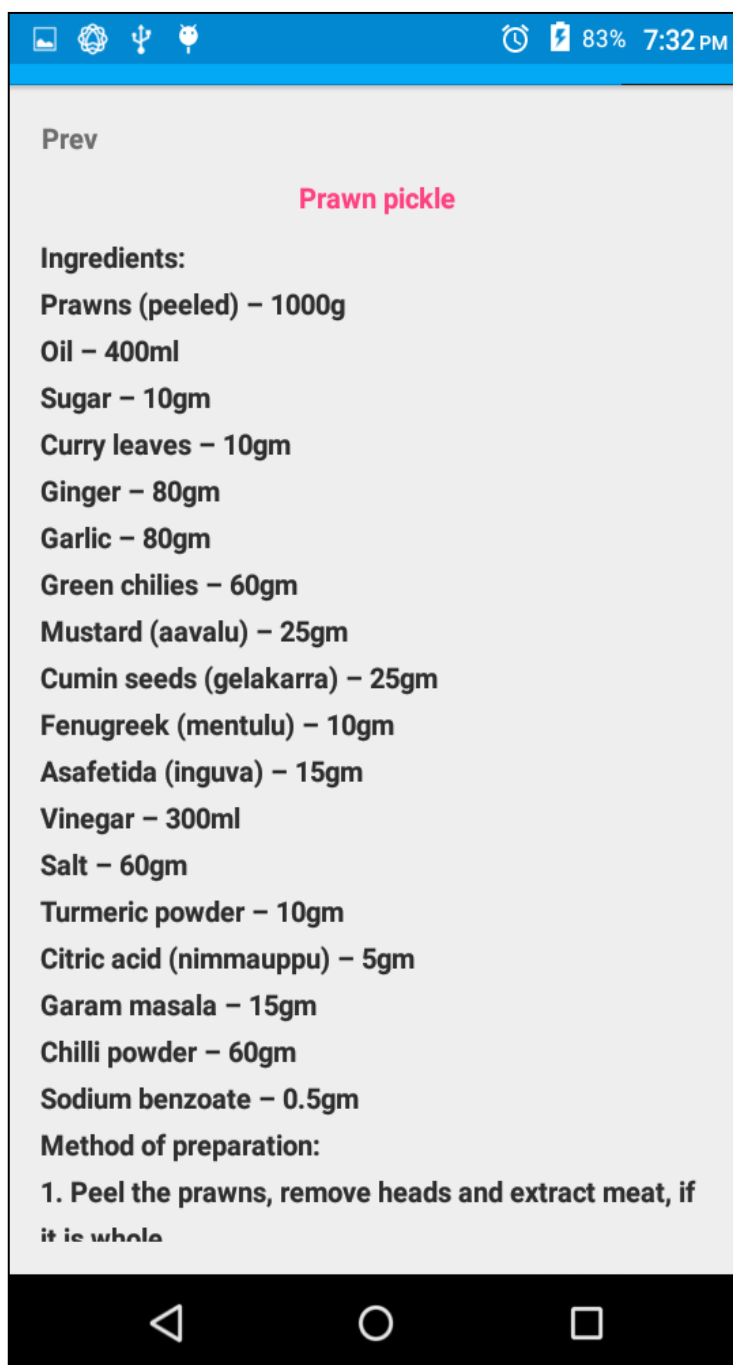 83% 7:32 PM
Prev
Prawn pickle
Ingredients:
Prawns (peeled) – 1000g
Oil – 400ml
Sugar – 10gm
Curry leaves – 10gm
Ginger – 80gm
Garlic – 80gm
Green chilies – 60gm
Mustard (aavalu) – 25gm
Cumin seeds (gelakarra) – 25gm
Fenugreek (mentulu) – 10gm
Asafetida (inguva) – 15gm
Vinegar – 300ml
Salt – 60gm
Turmeric powder – 10gm
Citric acid (nimmauppu) – 5gm
Garam masala – 15gm
Chilli powder – 60gm
Sodium benzoate – 0.5gm
Method of preparation:
1. Peel the prawns, remove heads and extract meat, if
it is whole